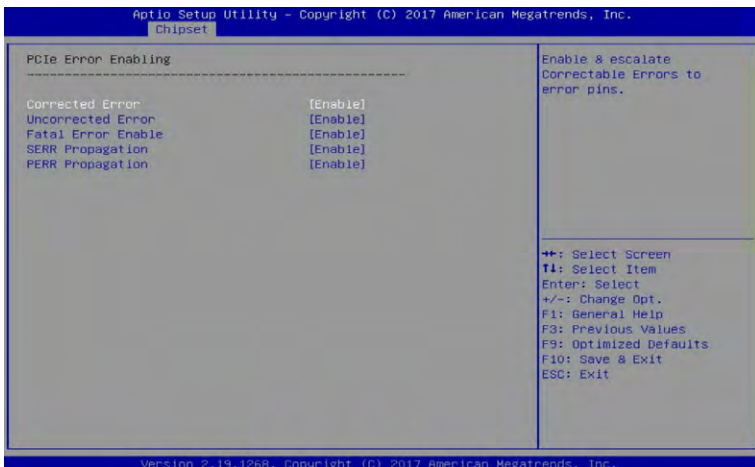 Aptio Setup Utility – Copyright (C) 2017 American Megatrends, Inc.
Chipset
PCIe Error Enabling
Corrected Error [Enable]
Uncorrected Error [Enable]
Fatal Error Enable [Enable]
SERR Propagation [Enable]
PERR Propagation [Enable]
Enable & escalate
Correctable Errors to
error pins.
→←: Select Screen
↑↓: Select Item
Enter: Select
+/-: Change Opt.
F1: General Help
F3: Previous Values
F9: Optimized Defaults
F10: Save & Exit
ESC: Exit
Version 2.19.1268. Copyright (C) 2017 American Megatrends, Inc.